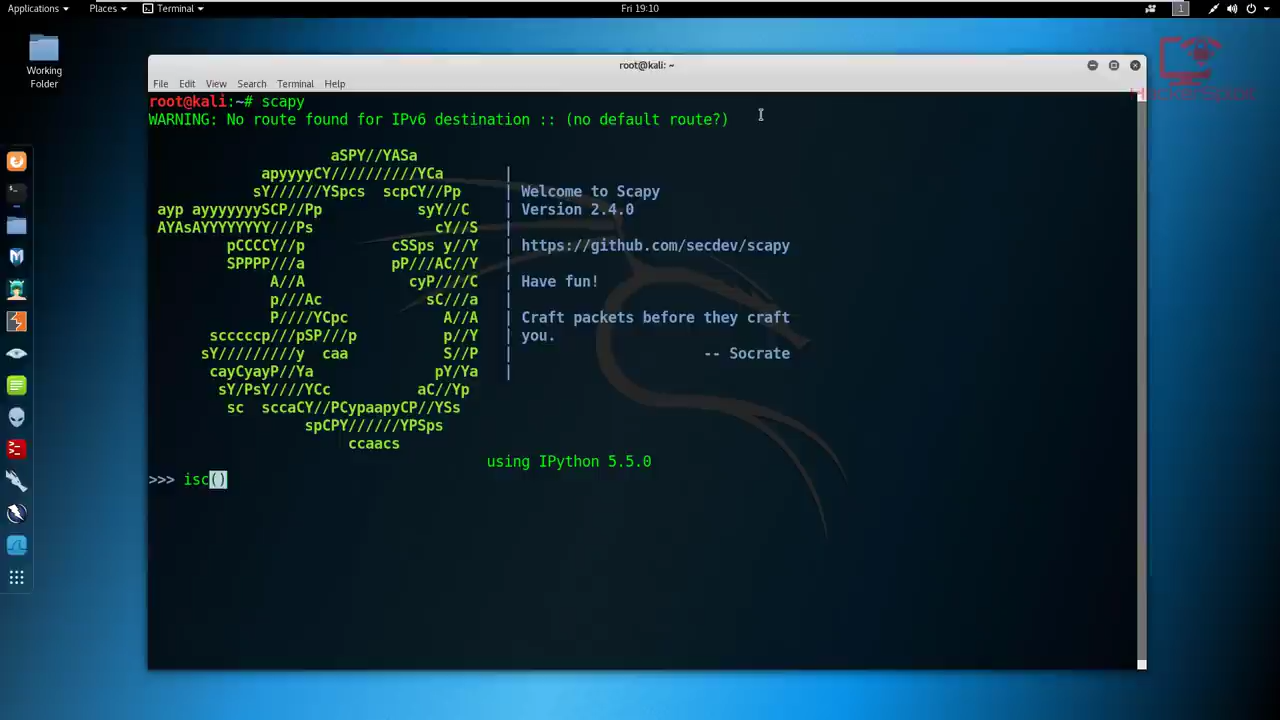 Applications Places Terminal Fri 19:10 1
Working
Folder
root@kali: ~
File Edit View Search Terminal Help
root@kali:~# scapy
WARNING: No route found for IPv6 destination :: (no default route?)
aSPY//YASa
apyyyyCY//////////YCa |
sY//////YSpcs scpCY//Pp | Welcome to Scapy
ayp ayyyyyyySCP//Pp syY//C | Version 2.4.0
AYAsAYYYYYYYY///Ps cY//S |
pCCCCY//p cSSps y//Y | https://github.com/secdev/scapy
SPPPP///a pP///AC//Y |
A//A cyP////C | Have fun!
p///Ac sC///a |
P////YCpc A//A | Craft packets before they craft
scccccp///pSP///p p//Y | you.
sY/////////y caa S//P | -- Socrate
cayCyayP//Ya pY/Ya |
sY/PsY////YCc aC//Yp
sc sccaCY//PCypaapyCP//YSs
spCPY//////YPSps
ccaacs
using IPython 5.5.0
>>> isc()